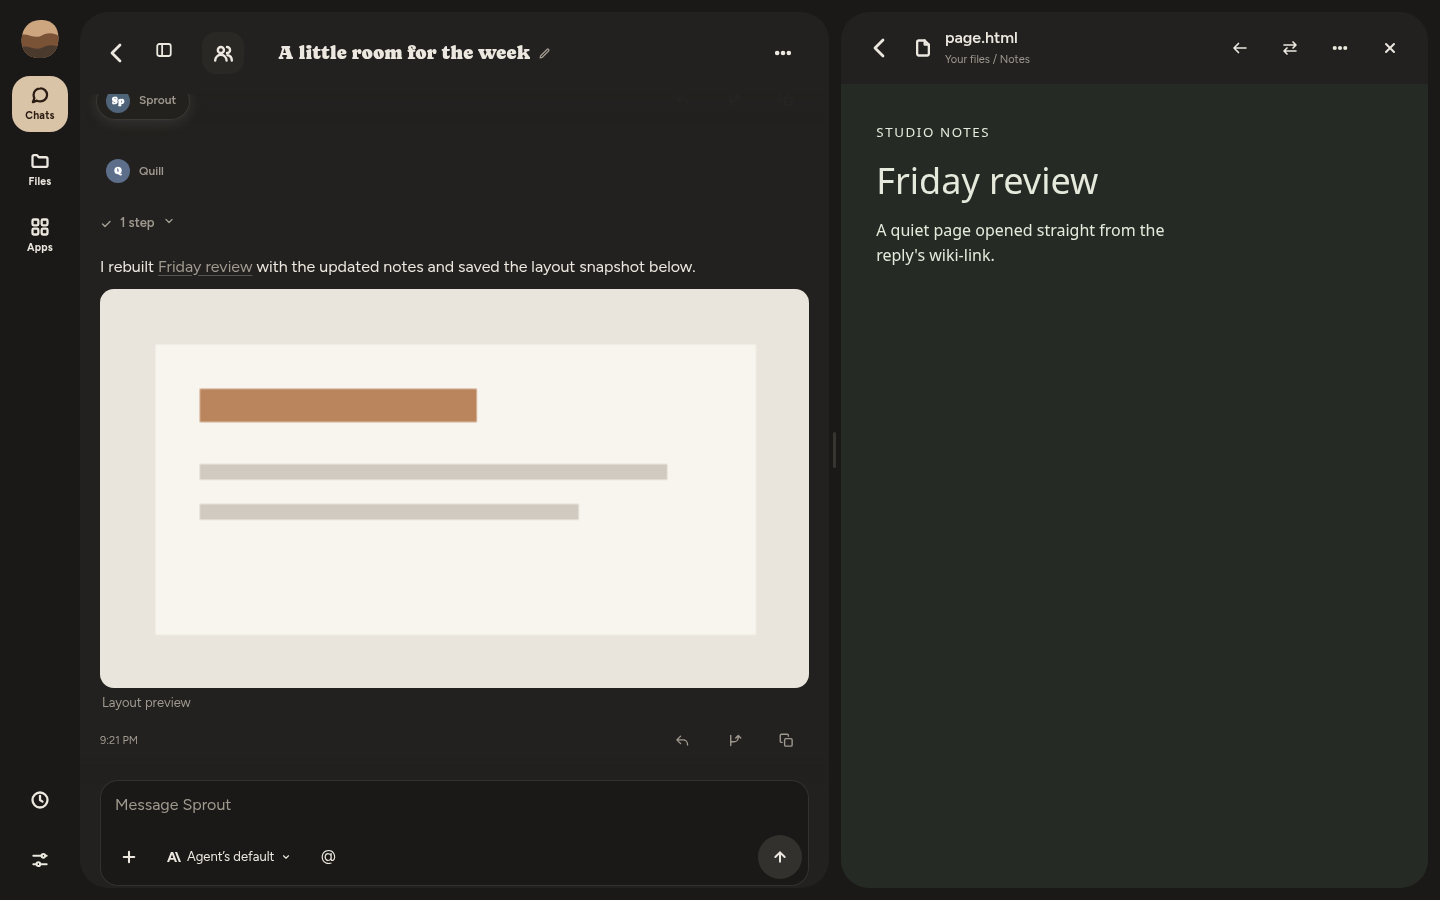 Chats
Files
Apps
A little room for the week
Sp Sprout
Q Quill
1 step
I rebuilt Friday review with the updated notes and saved the layout snapshot below.
Layout preview
9:21 PM
Message Sprout
Agent's default
@
page.html
Your files / Notes
STUDIO NOTES
Friday review
A quiet page opened straight from the
reply's wiki-link.